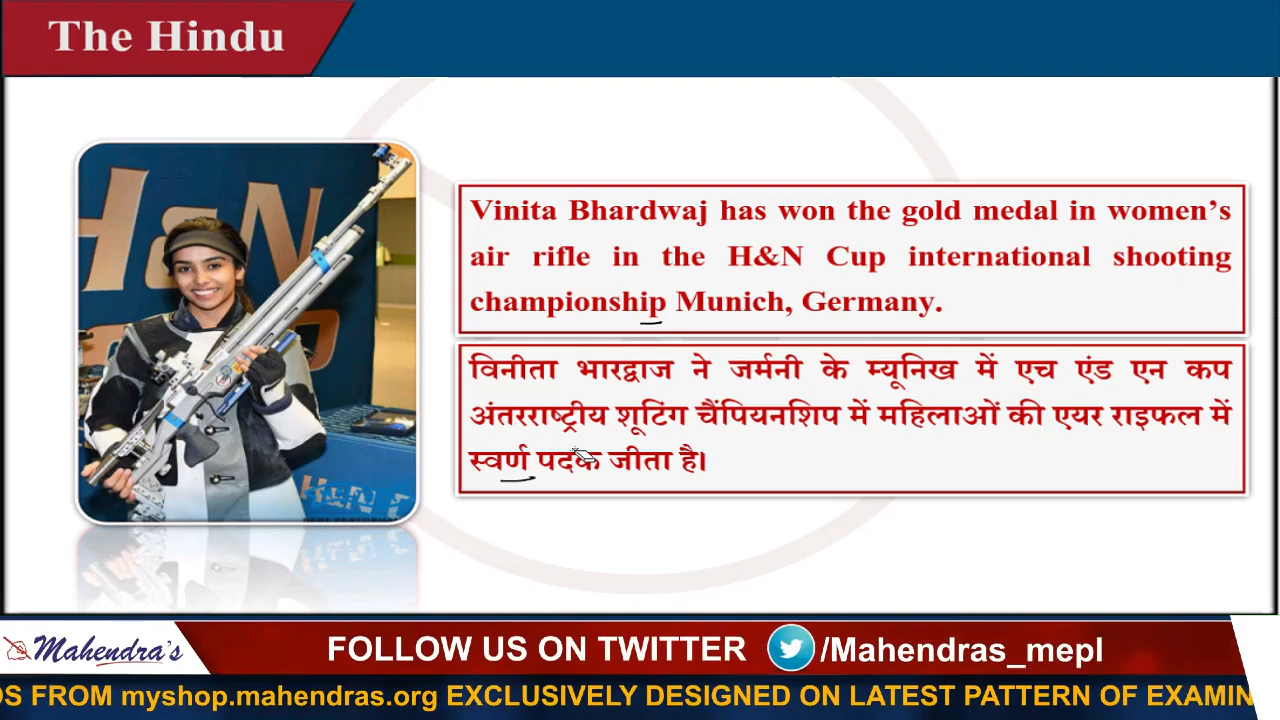 The Hindu
H&N
Vinita Bhardwaj has won the gold medal in women's
air rifle in the H&N Cup international shooting
championship Munich, Germany.
विनीता भारद्वाज ने जर्मनी के म्यूनिख में एच एंड एन कप
अंतरराष्ट्रीय शूटिंग चैंपियनशिप में महिलाओं की एयर राइफल में
स्वर्ण पदक जीता है।
Mahendra's
FOLLOW US ON TWITTER /Mahendras_mepl
FROM myshop.mahendras.org EXCLUSIVELY DESIGNED ON LATEST PATTERN OF